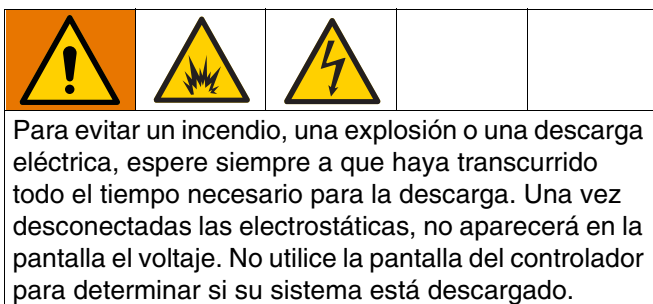 Para evitar un incendio, una explosión o una descarga
eléctrica, espere siempre a que haya transcurrido
todo el tiempo necesario para la descarga. Una vez
desconectadas las electrostáticas, no aparecerá en la
pantalla el voltaje. No utilice la pantalla del controlador
para determinar si su sistema está descargado.